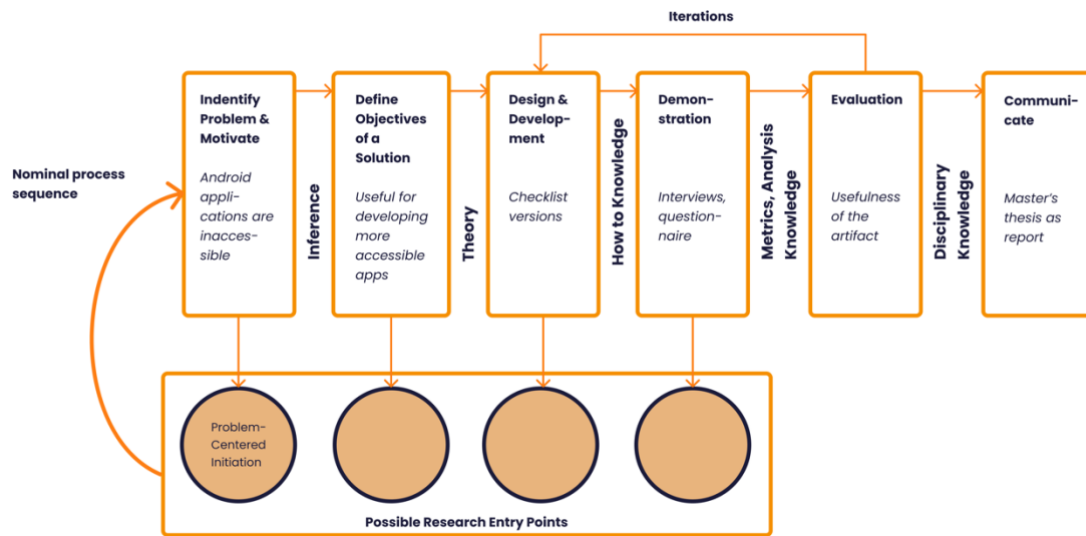 Iterations
Indentify
Problem &
Motivate
Android
appli-
cations are
inacces-
sible
Inference
Define
Objectives
of a
Solution
Useful for
developing
more
accessible
apps
Theory
Design &
Develop-
ment
Checklist
versions
How to Knowledge
Demon-
stration
Interviews,
question-
naire
Metrics, Analysis
Knowledge
Evaluation
Usefulness
of the
artifact
Disciplinary
Knowledge
Communi-
cate
Master's
thesis as
report
Nominal process
sequence
Problem-
Centered
Initiation
Possible Research Entry Points